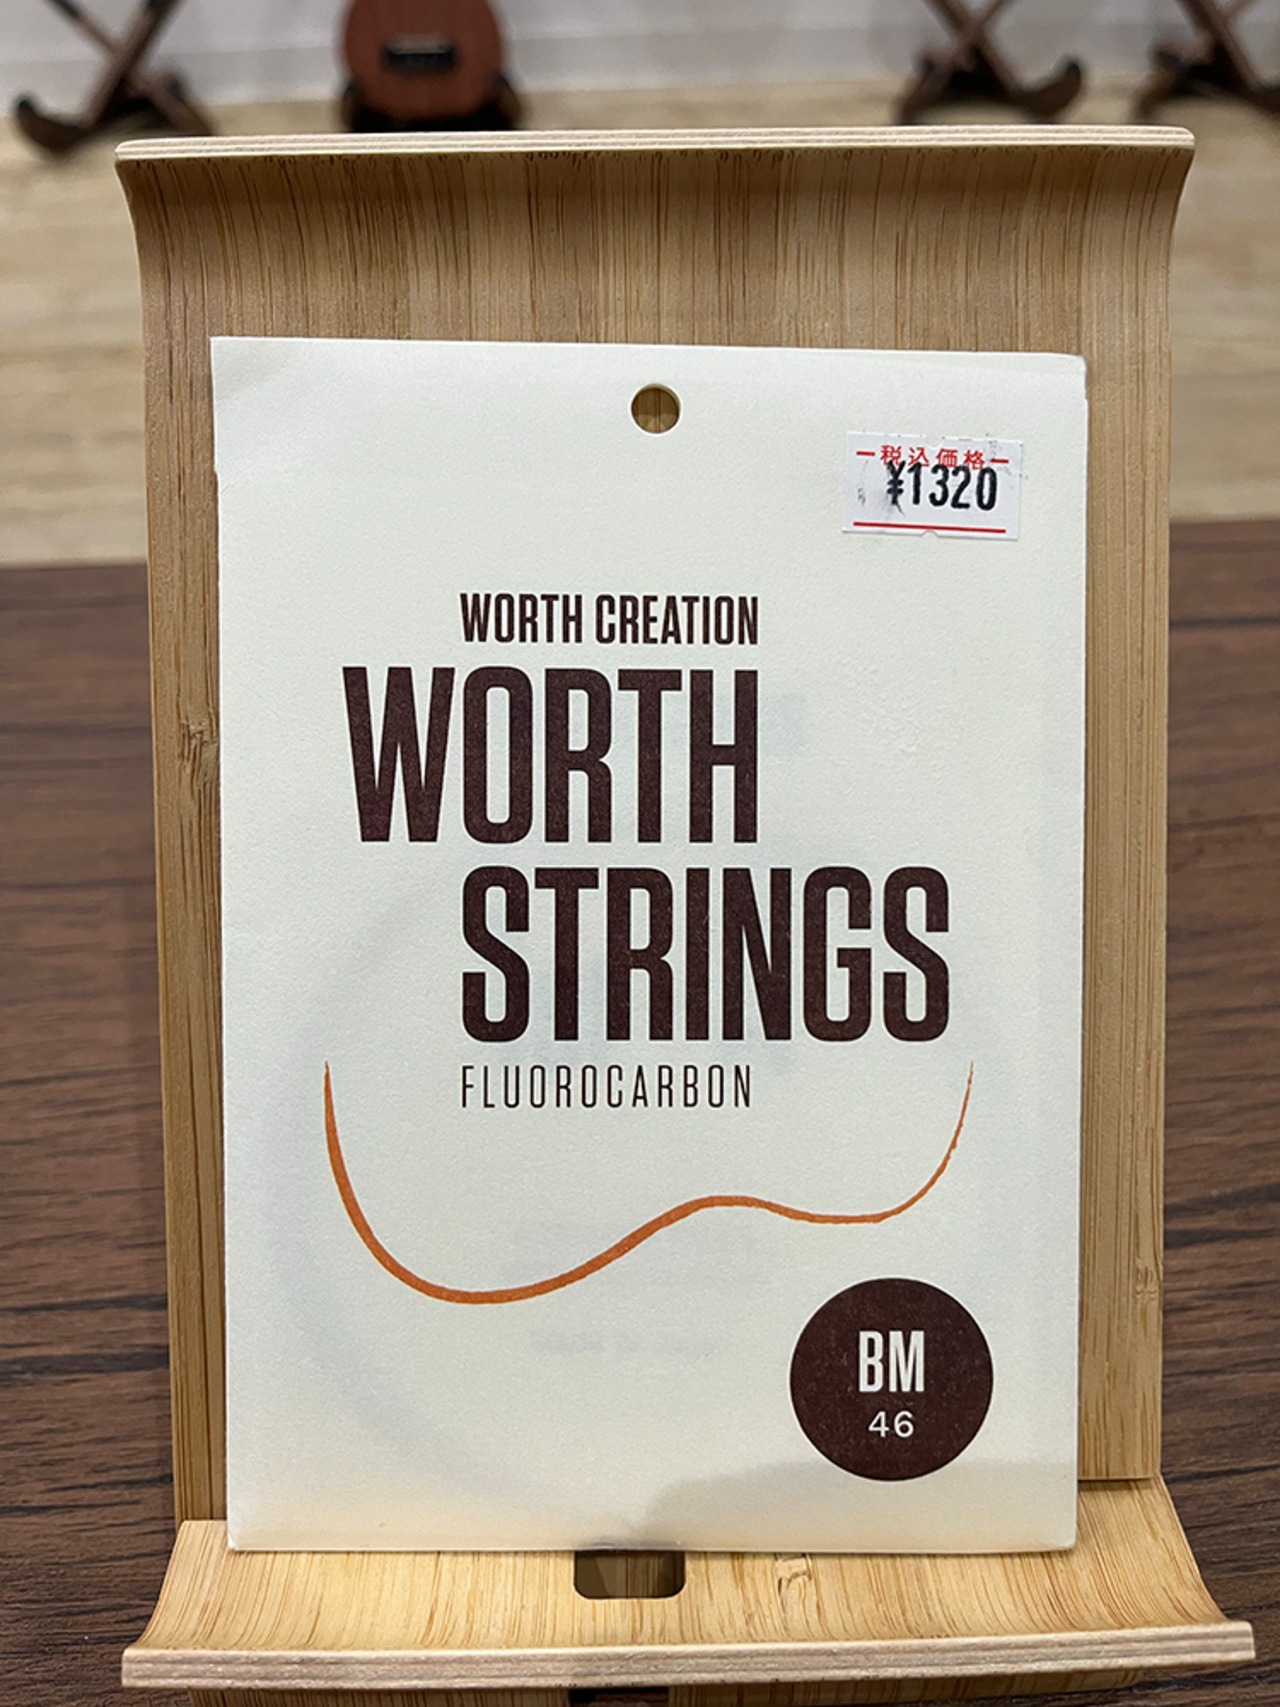 税込価格
¥1320
WORTH CREATION
WORTH
STRINGS
FLUOROCARBON
BM
46